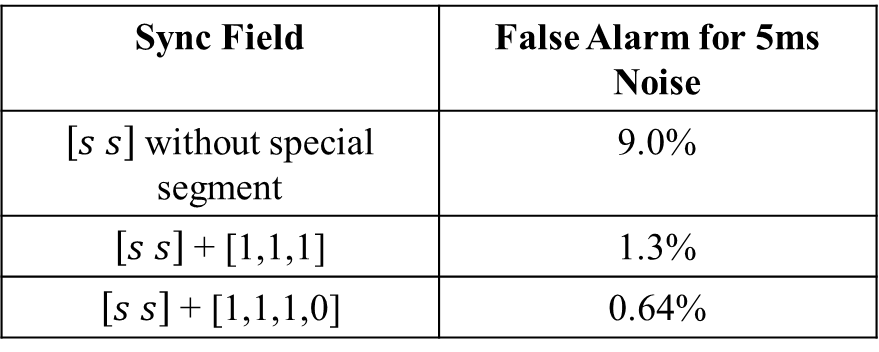 Sync Field
False Alarm for 5ms
Noise
[s s] without special
segment
9.0%
[s s] + [1,1,1]
1.3%
[s s] + [1,1,1,0]
0.64%